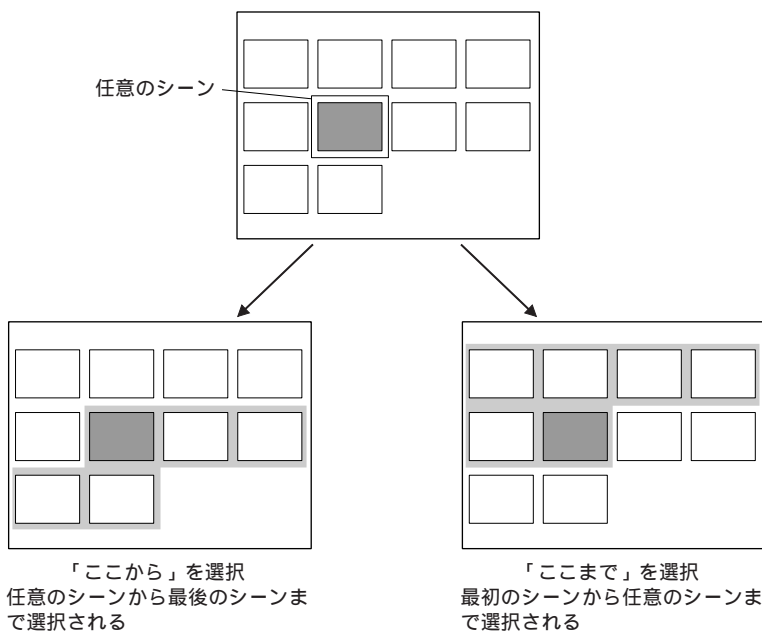 任意のシーン
「ここから」を選択
任意のシーンから最後のシーンま
で選択される
「ここまで」を選択
最初のシーンから任意のシーンま
で選択される